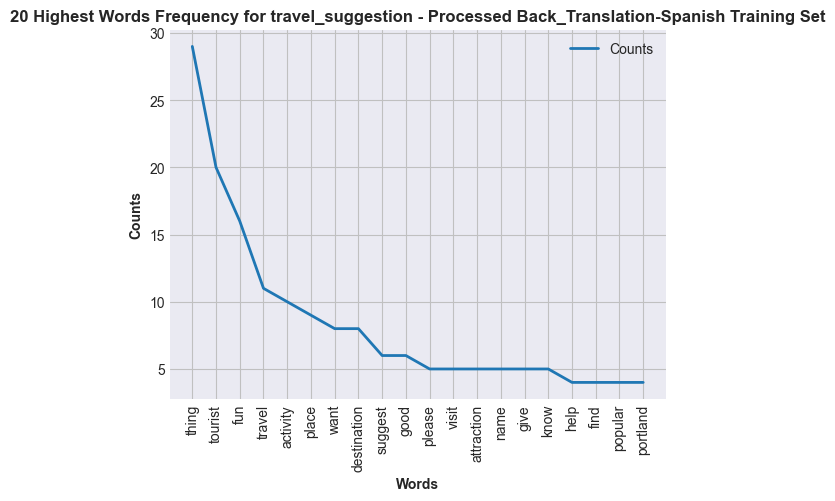 20 Highest Words Frequency for travel_suggestion - Processed Back_Translation-Spanish Training Set
Counts
30
25
20
15
10
5
Counts
thing
tourist
fun
travel
activity
place
want
destination
suggest
good
please
visit
attraction
name
give
know
help
find
popular
portland
Words